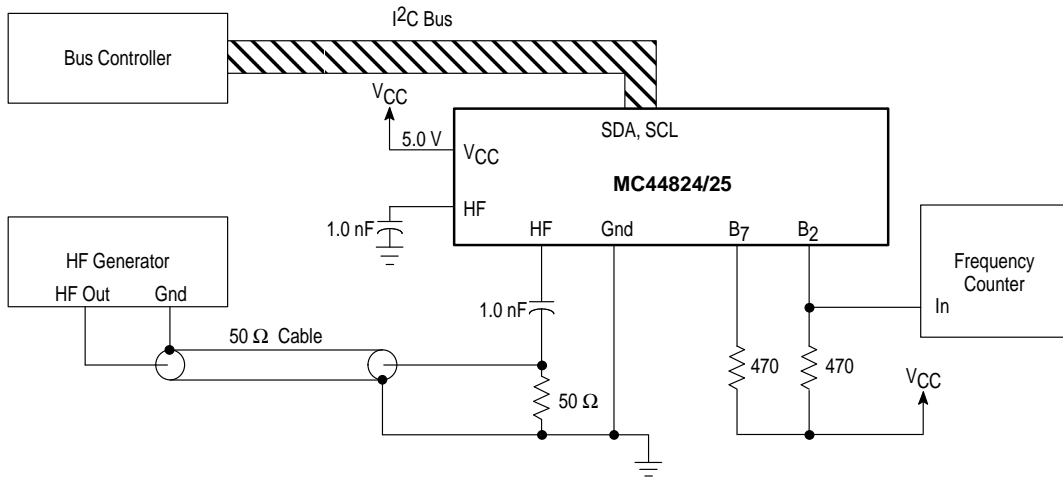 I²C Bus
Bus Controller
VCC
5.0 V
SDA, SCL
VCC
MC44824/25
HF
1.0 nF
HF
Gnd
B7
B2
HF Generator
HF Out
Gnd
Frequency
Counter
In
1.0 nF
50 Ω Cable
470
470
VCC
50 Ω